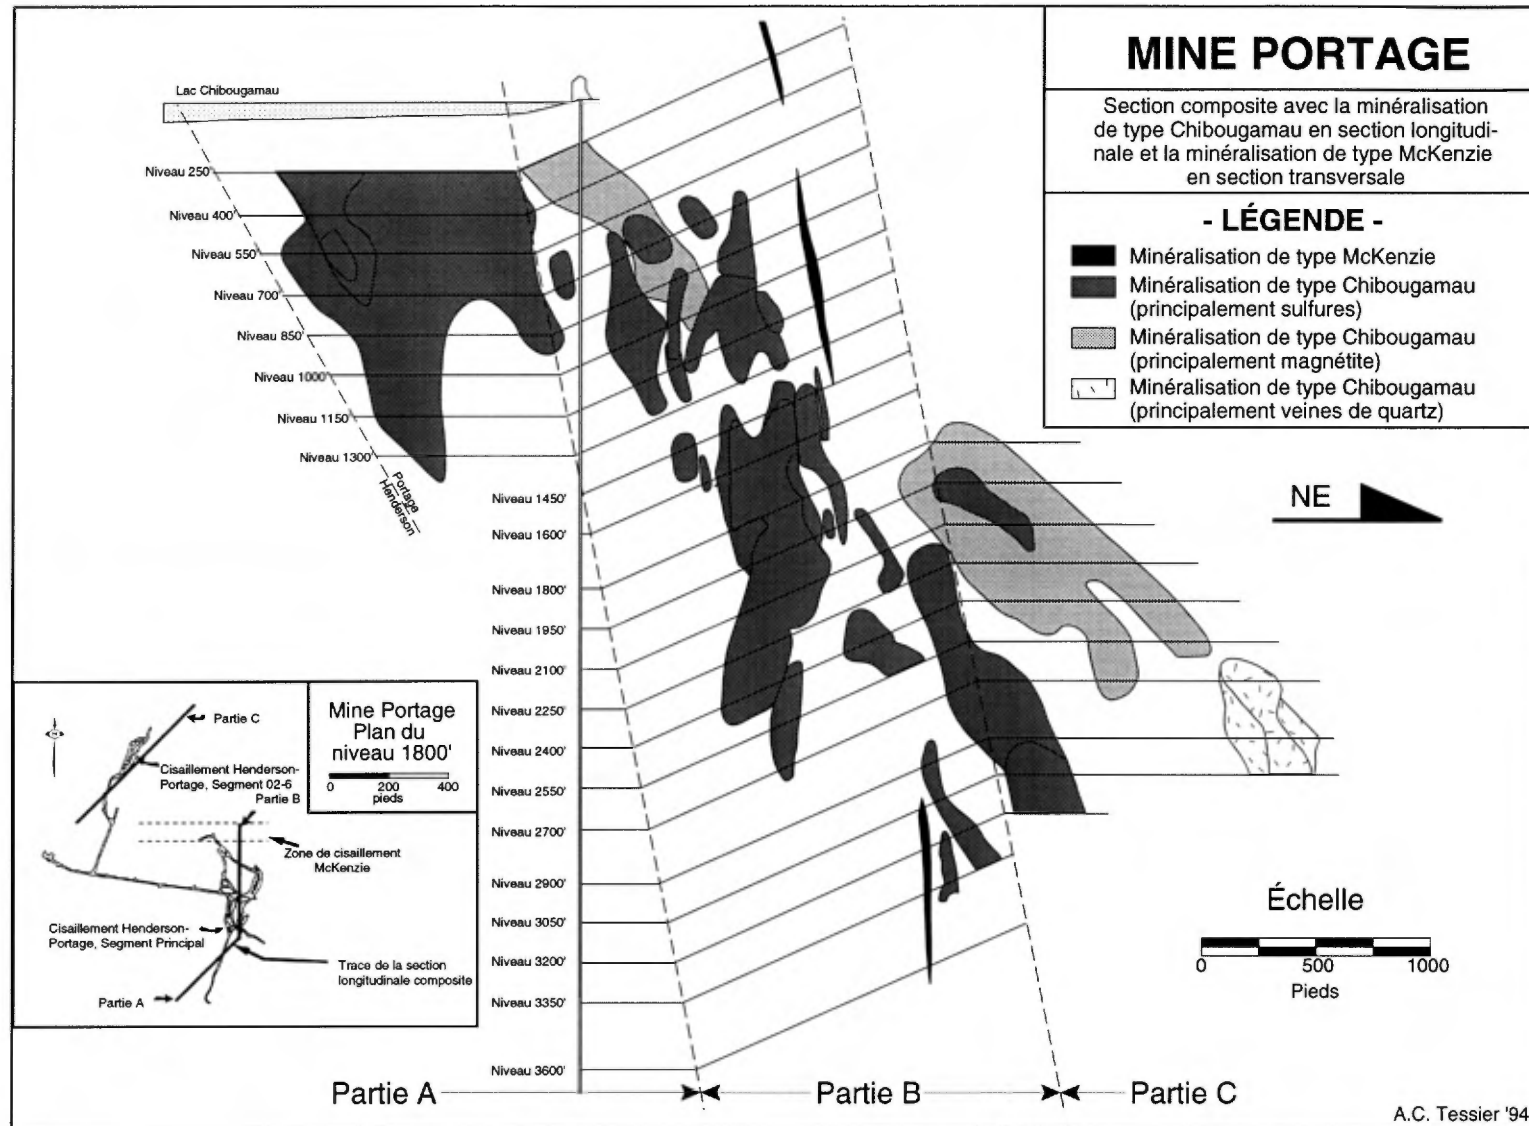 MINE PORTAGE
Section composite avec la minéralisation
de type Chibougamau en section longitudi-
nale et la minéralisation de type McKenzie
en section transversale
- LÉGENDE -
Minéralisation de type McKenzie
Minéralisation de type Chibougamau
(principalement sulfures)
Minéralisation de type Chibougamau
(principalement magnétite)
Minéralisation de type Chibougamau
(principalement veines de quartz)
Lac Chibougamau
Niveau 250'
Niveau 400'
Niveau 550'
Niveau 700'
Niveau 850'
Niveau 1000'
Niveau 1150'
Niveau 1300'
Portage
Henderson
Niveau 1450'
Niveau 1600'
Niveau 1800'
Niveau 1950'
Niveau 2100'
Niveau 2250'
Niveau 2400'
Niveau 2550'
Niveau 2700'
Niveau 2900'
Niveau 3050'
Niveau 3200'
Niveau 3350'
Niveau 3600'
NE
Mine Portage
Plan du
niveau 1800'
0 200 400
pieds
Partie C
Cisaillement Henderson-
Portage, Segment 02-6
Partie B
Zone de cisaillement
McKenzie
Cisaillement Henderson-
Portage, Segment Principal
Trace de la section
longitudinale composite
Partie A
Échelle
0 500 1000
Pieds
Partie A
Partie B
Partie C
A.C. Tessier '94